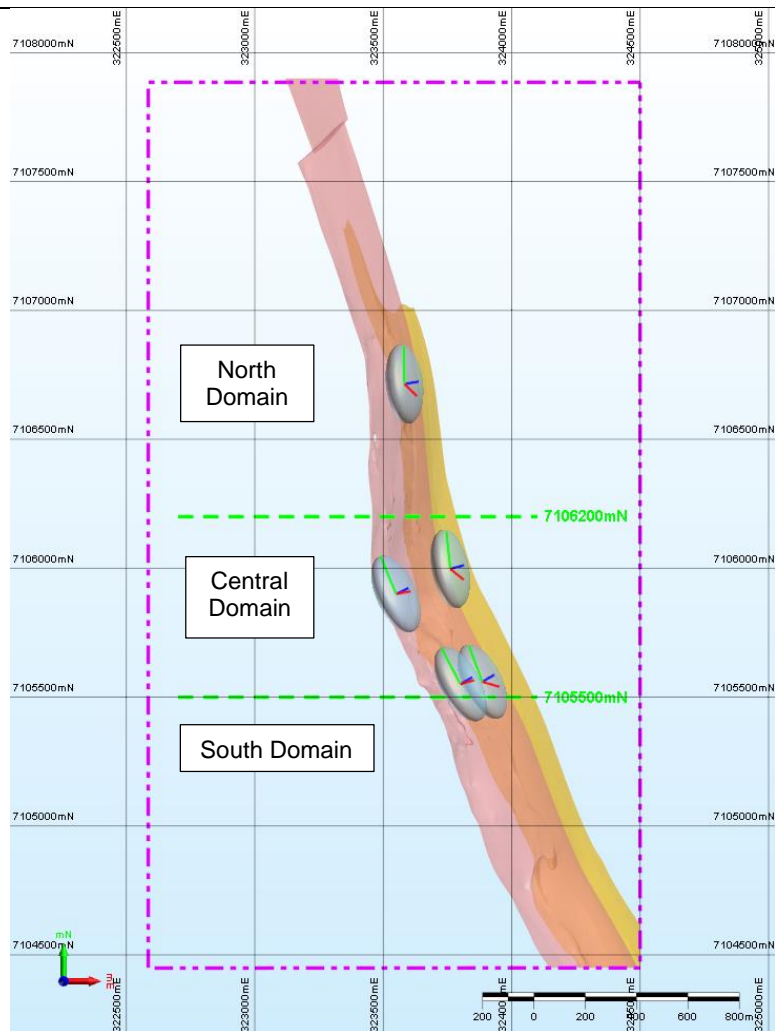 322500mE
323000mE
323500mE
324000mE
324500mE
325000mE
7108000mN
7108000mN
7107500mN
7107500mN
7107000mN
7107000mN
North
Domain
7106500mN
7106500mN
7106200mN
7106000mN
7106000mN
Central
Domain
7105500mN
7105500mN
7105500mN
South Domain
7105000mN
7105000mN
7104500mN
7104500mN
mN
mE
200
0
200
400
600
800m
322500mE
323000mE
323500mE
324000mE
324500mE
325000mE